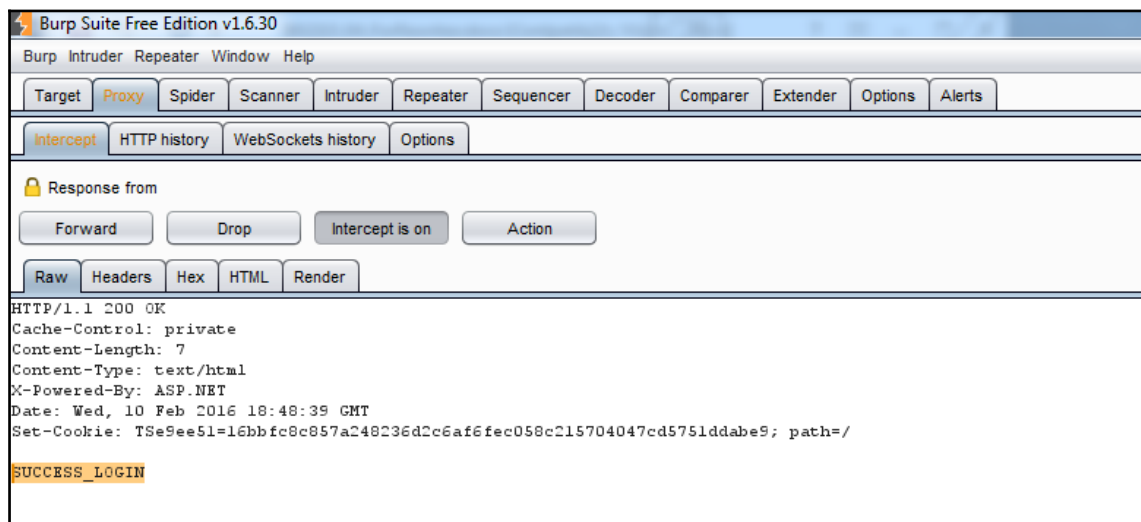 Burp Suite Free Edition v1.6.30
Burp Intruder Repeater Window Help
Target Proxy Spider Scanner Intruder Repeater Sequencer Decoder Comparer Extender Options Alerts
Intercept HTTP history WebSockets history Options
Response from
Forward Drop Intercept is on Action
Raw Headers Hex HTML Render
HTTP/1.1 200 OK
Cache-Control: private
Content-Length: 7
Content-Type: text/html
X-Powered-By: ASP.NET
Date: Wed, 10 Feb 2016 18:48:39 GMT
Set-Cookie: TSe9ee51=16bbfc8c857a248236d2c6af6fec058c215704047cd5751ddabe9; path=/
SUCCESS_LOGIN